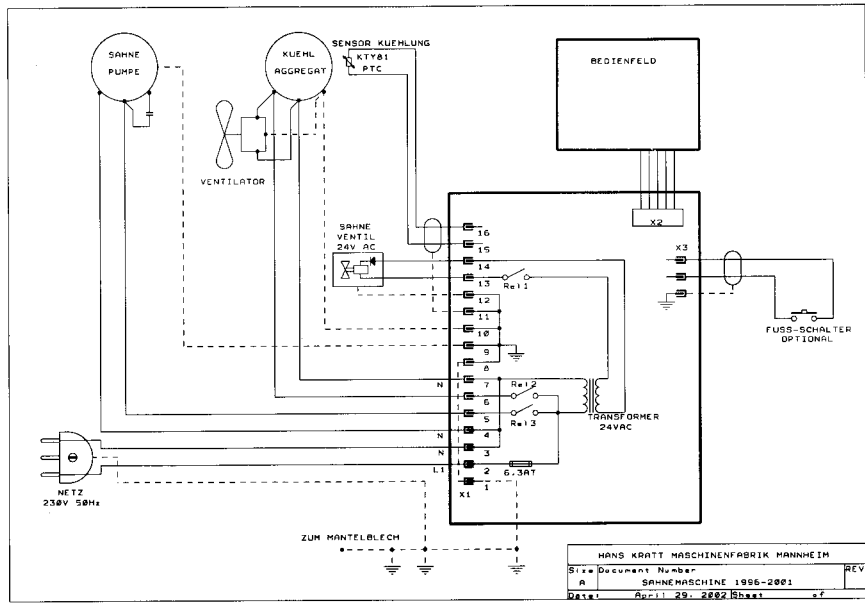 SAHNE
PUMPE
KUEHL
AGGREGAT
SENSOR KUEHLUNG
KTY81
PTC
BEDIENFELD
VENTILATOR
SAHNE
VENTIL
24V AC
X2
X3
16
15
14
13
Rel1
12
11
10
9
8
N
7
Rel2
6
5
Rel3
TRANSFORMER
24VAC
FUSS-SCHALTER
OPTIONAL
4
N
3
N
2
L1
6.3AT
1
X1
NETZ
230V 50Hz
ZUM MANTELBLECH
HANS KRATT MASCHINENFABRIK MANNHEIM
Size Document Number REV
A SAHNEMASCHINE 1996-2001
Date: April 29, 2002 Sheet of